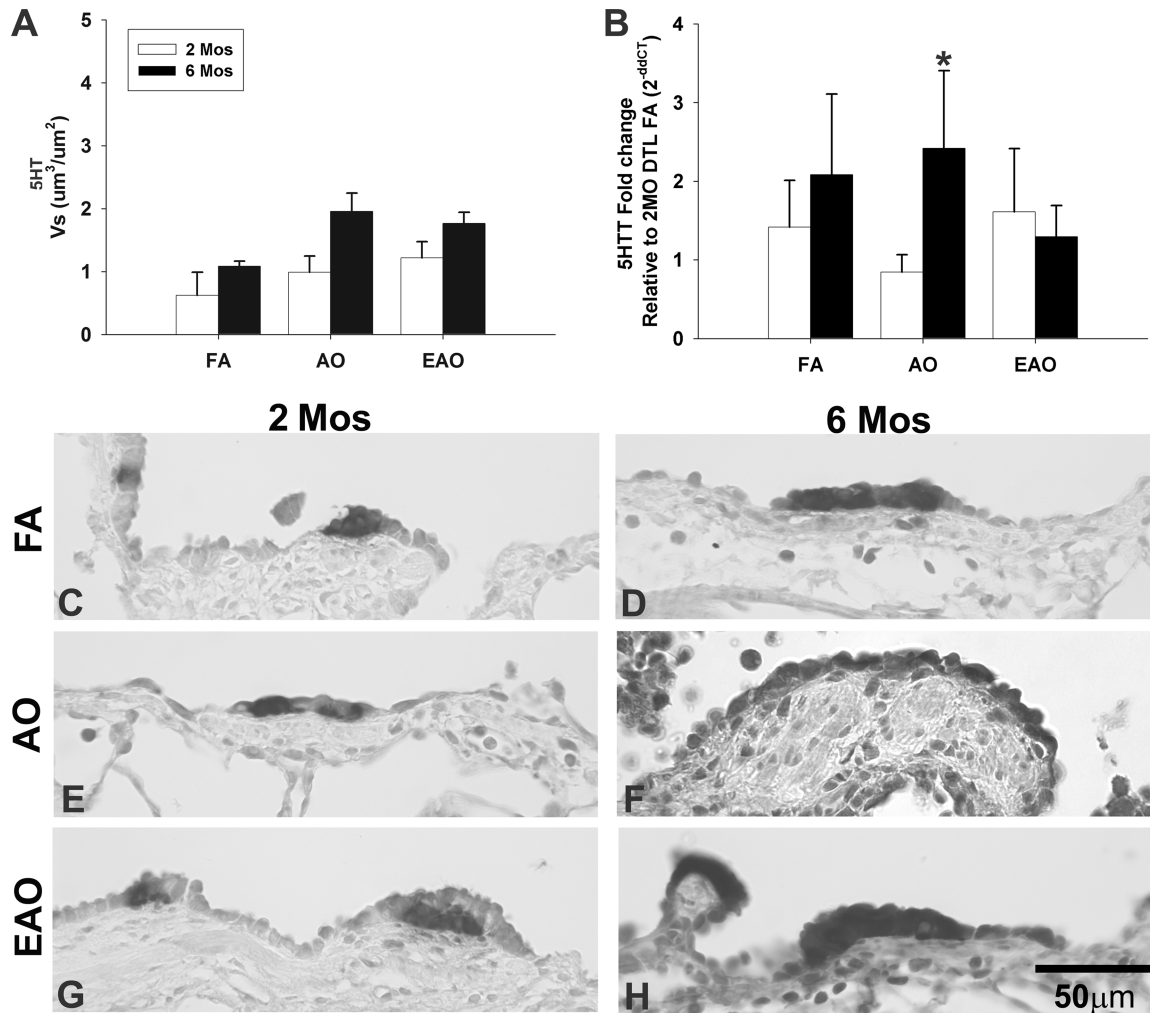 A
5
4
3
2
1
0
5HT
Vs (um³/um²)
2 Mos
6 Mos
FA
AO
EAO
B
4
3
2
1
0
5HTT Fold change
Relative to 2MO DTL FA (2^-ddCT)
*
FA
AO
EAO
2 Mos
6 Mos
FA
C
D
AO
E
F
EAO
G
H
50μm